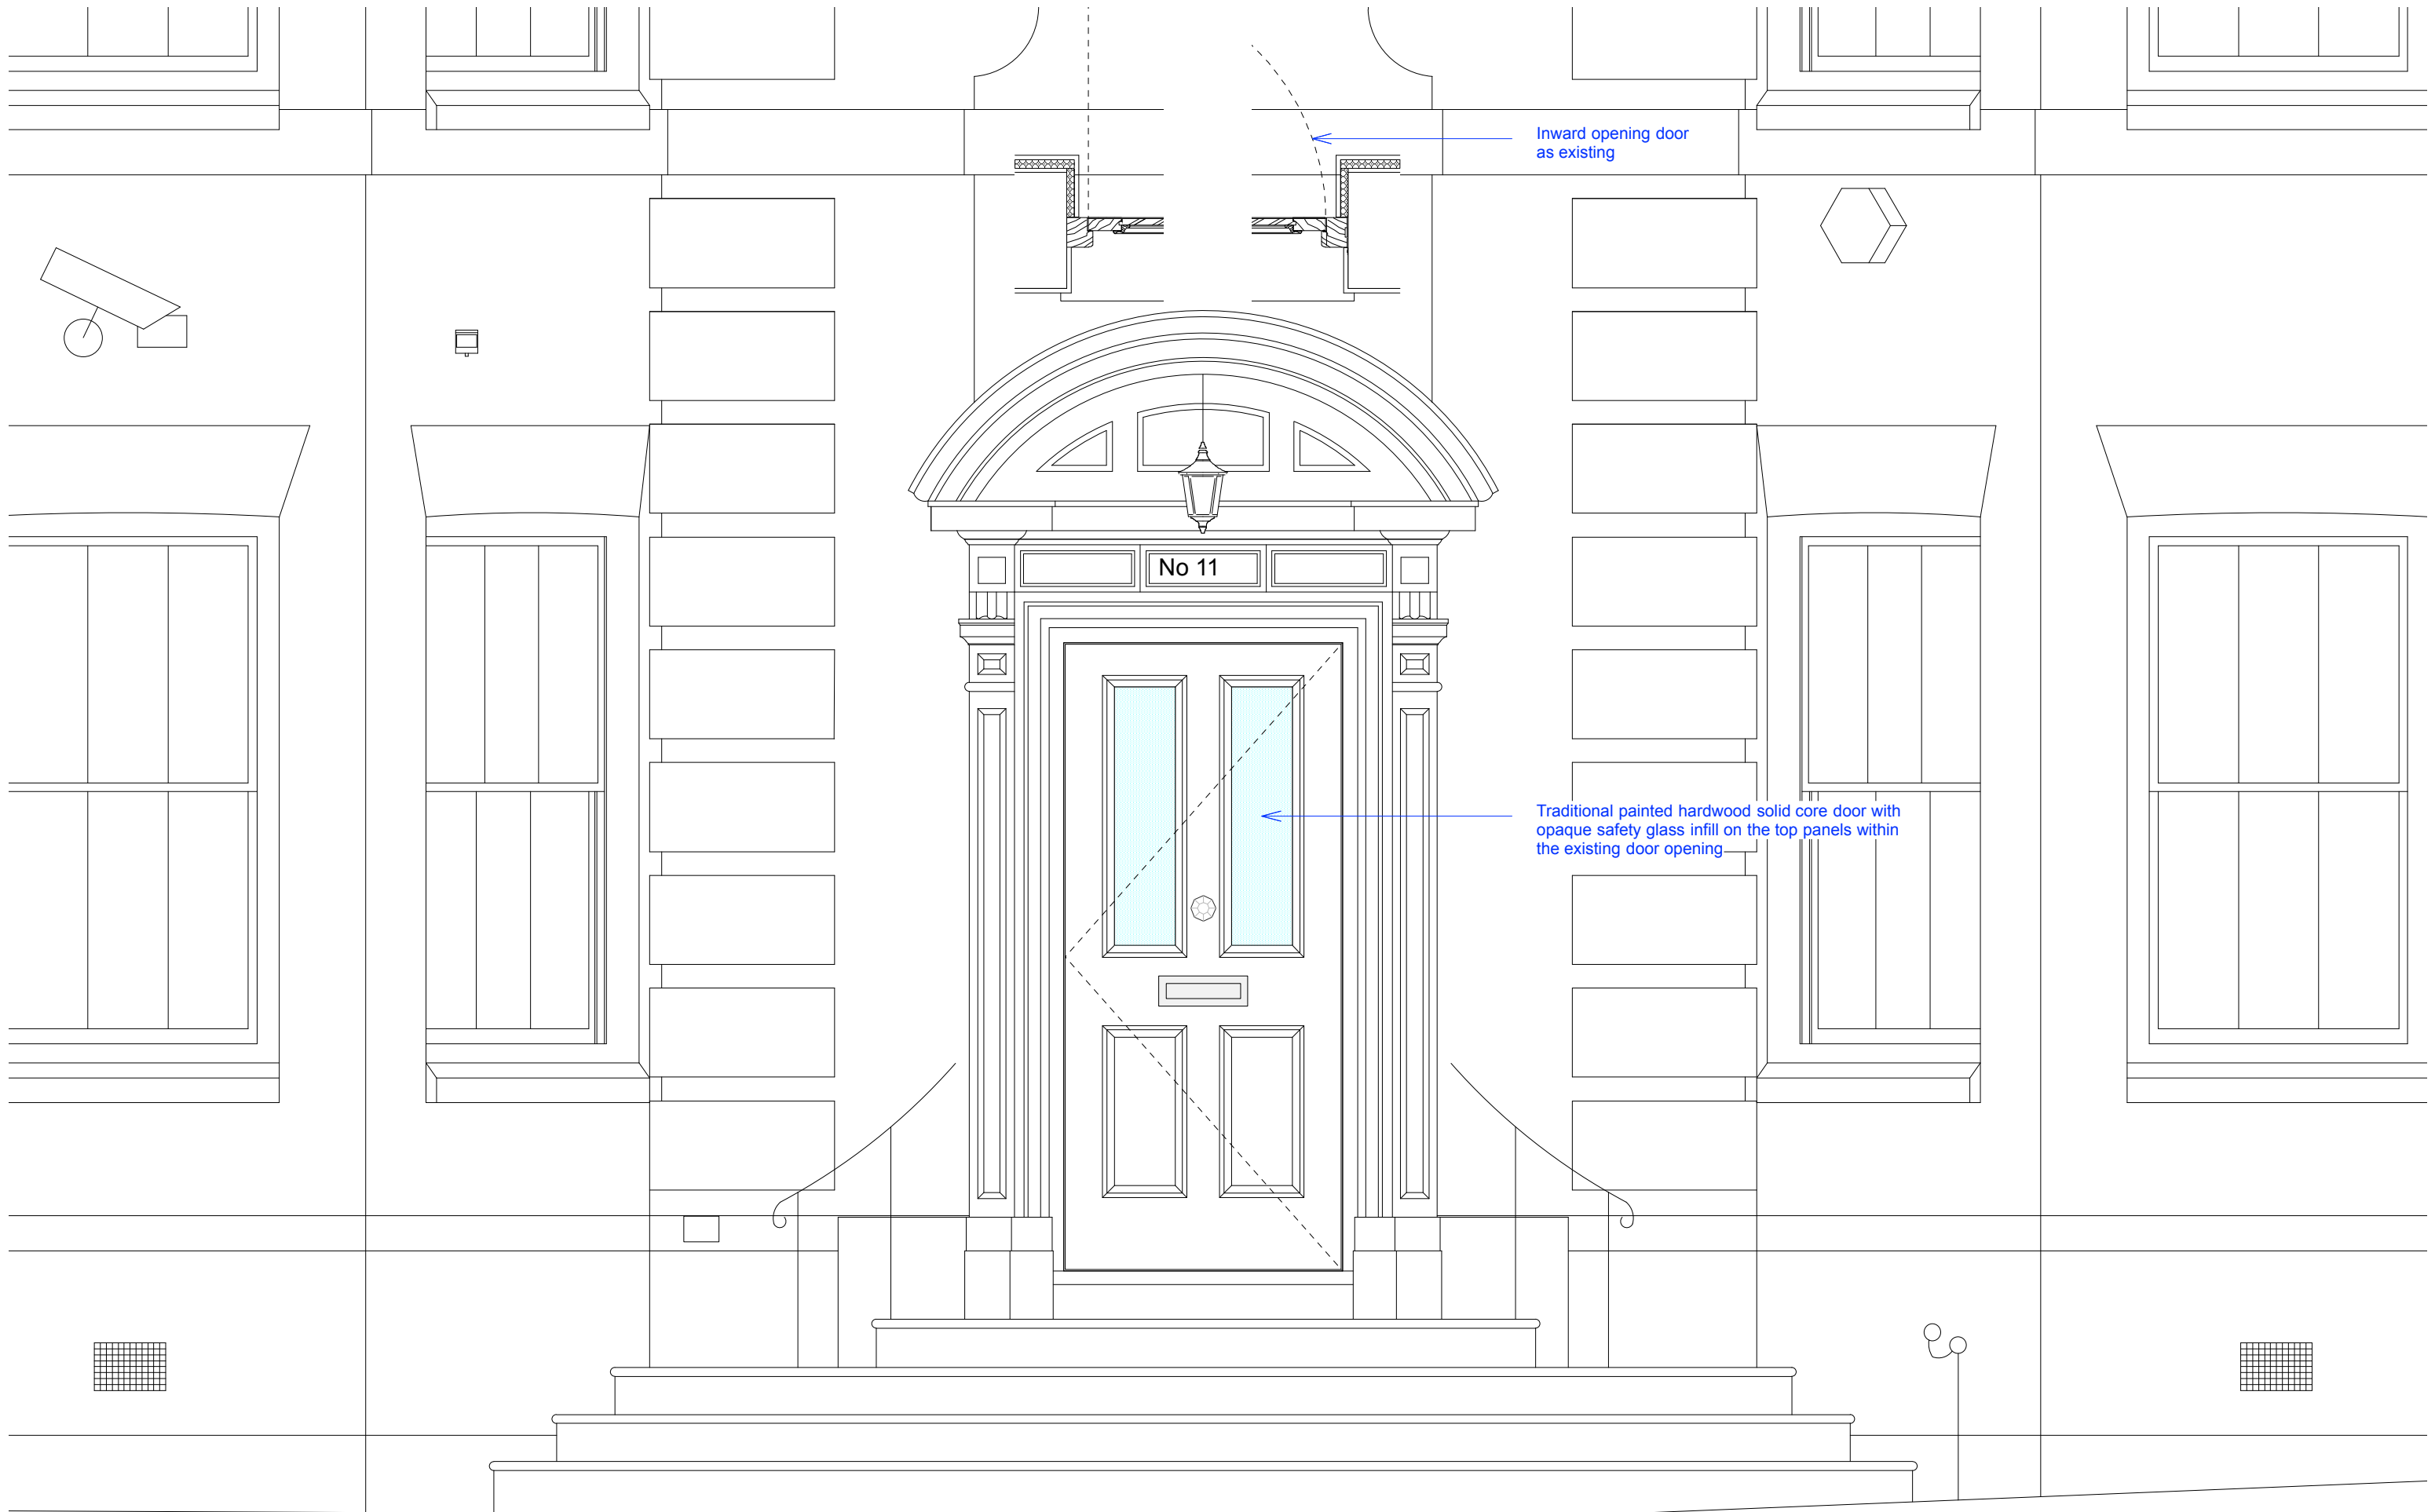 Inward opening door
as existing
No 11
Traditional painted hardwood solid core door with
opaque safety glass infill on the top panels within
the existing door opening